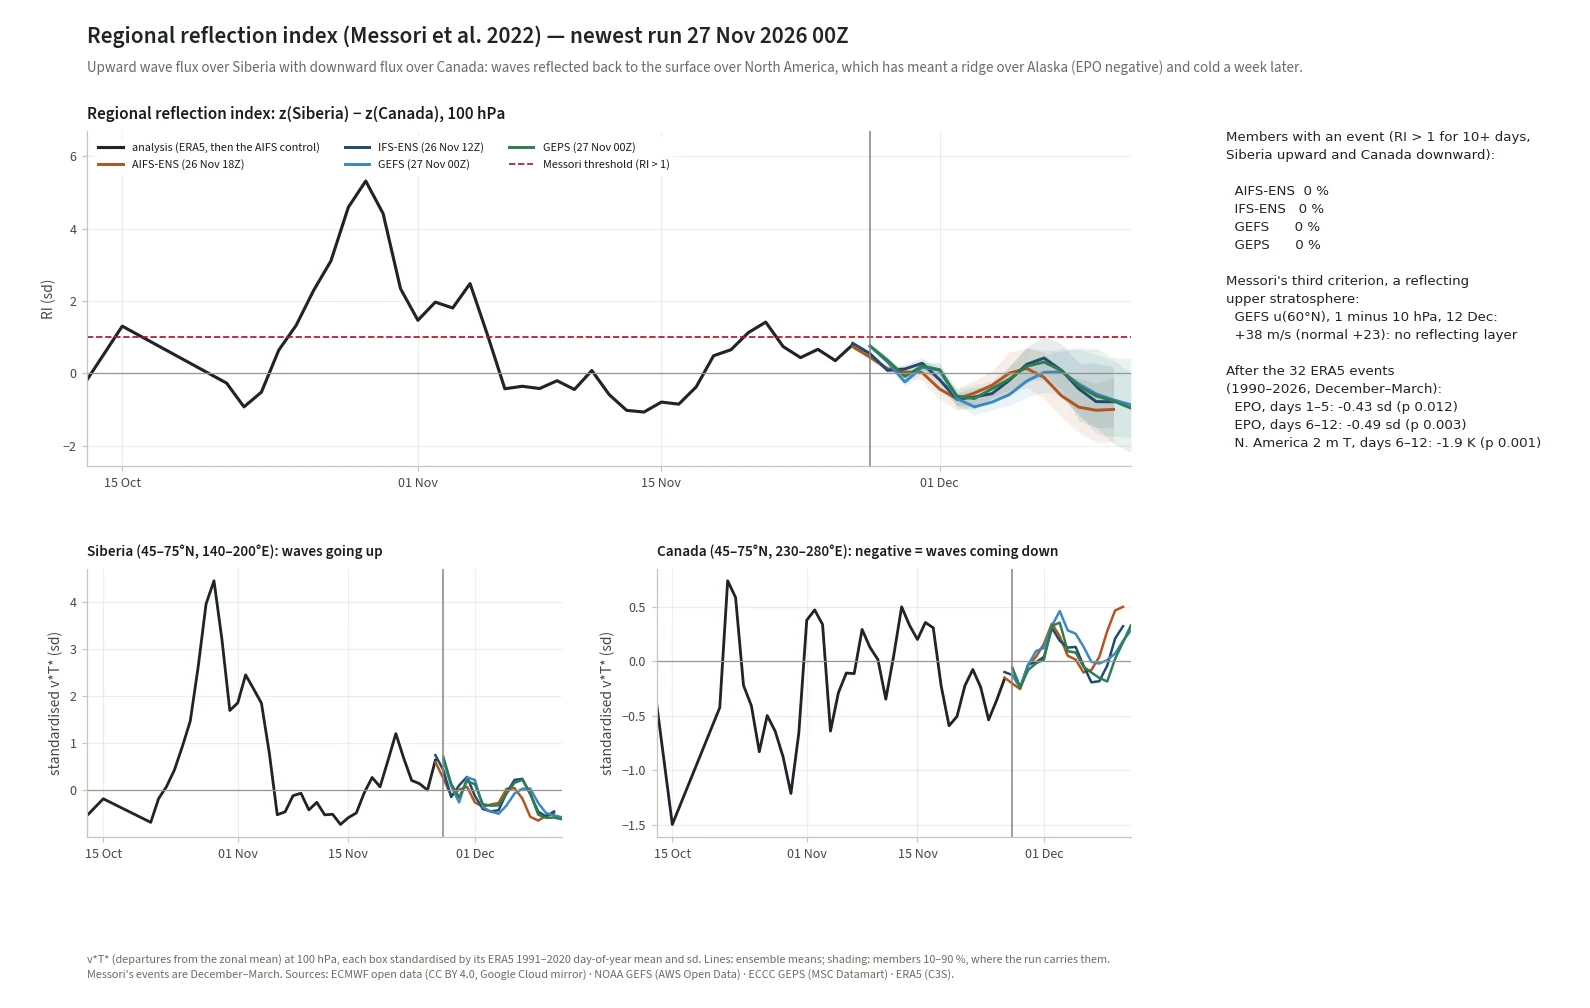 Regional reflection index (Messori et al. 2022) — newest run 27 Nov 2026 00Z
Upward wave flux over Siberia with downward flux over Canada: waves reflected back to the surface over North America, which has meant a ridge over Alaska (EPO negative) and cold a week later.
Regional reflection index: z(Siberia) − z(Canada), 100 hPa
analysis (ERA5, then the AIFS control)
AIFS-ENS (26 Nov 18Z)
IFS-ENS (26 Nov 12Z)
GEFS (27 Nov 00Z)
GEPS (27 Nov 00Z)
Messori threshold (RI > 1)
RI (sd)
6
4
2
0
−2
15 Oct
01 Nov
15 Nov
01 Dec
Members with an event (RI > 1 for 10+ days,
Siberia upward and Canada downward):
AIFS-ENS 0 %
IFS-ENS 0 %
GEFS 0 %
GEPS 0 %
Messori's third criterion, a reflecting
upper stratosphere:
GEFS u(60°N), 1 minus 10 hPa, 12 Dec:
+38 m/s (normal +23): no reflecting layer
After the 32 ERA5 events
(1990–2026, December–March):
EPO, days 1–5: -0.43 sd (p 0.012)
EPO, days 6–12: -0.49 sd (p 0.003)
N. America 2 m T, days 6–12: -1.9 K (p 0.001)
Siberia (45–75°N, 140–200°E): waves going up
standardised v*T* (sd)
4
3
2
1
0
15 Oct
01 Nov
15 Nov
01 Dec
Canada (45–75°N, 230–280°E): negative = waves coming down
standardised v*T* (sd)
0.5
0.0
−0.5
−1.0
−1.5
15 Oct
01 Nov
15 Nov
01 Dec
v*T* (departures from the zonal mean) at 100 hPa, each box standardised by its ERA5 1991–2020 day-of-year mean and sd. Lines: ensemble means; shading: members 10–90 %, where the run carries them.
Messori's events are December–March. Sources: ECMWF open data (CC BY 4.0, Google Cloud mirror) · NOAA GEFS (AWS Open Data) · ECCC GEPS (MSC Datamart) · ERA5 (C3S).